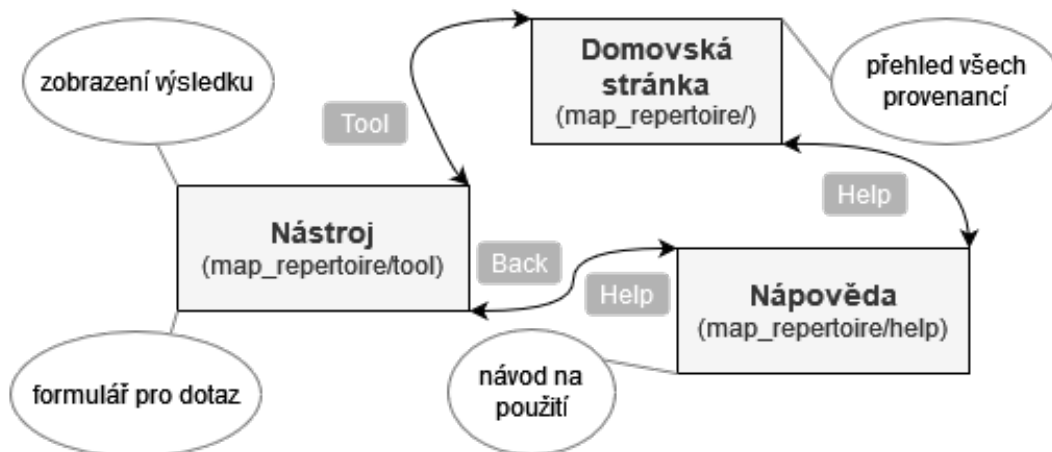 zobrazení výsledku
Tool
Domovská
stránka
(map_repertoire/)
přehled všech
provenancí
Help
Nástroj
(map_repertoire/tool)
Back
Help
Nápověda
(map_repertoire/help)
formulář pro dotaz
návod na
použití